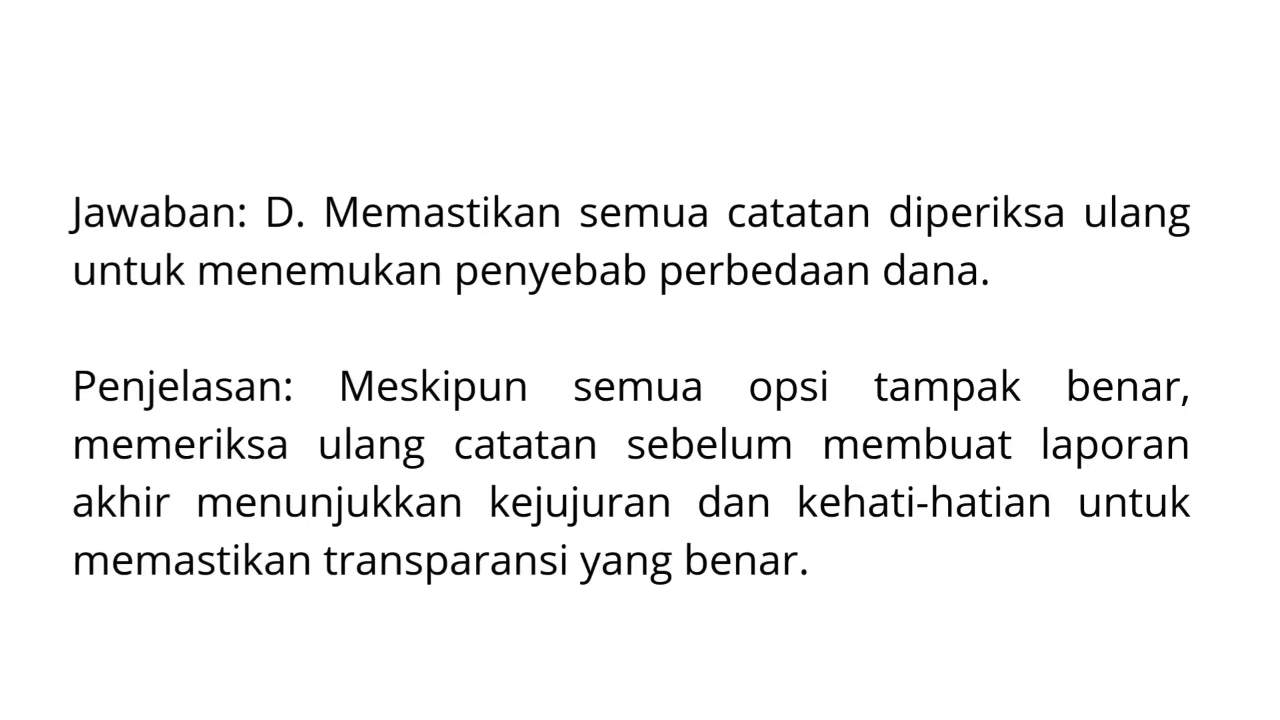 Jawaban: D. Memastikan semua catatan diperiksa ulang
untuk menemukan penyebab perbedaan dana.
Penjelasan: Meskipun semua opsi tampak benar,
memeriksa ulang catatan sebelum membuat laporan
akhir menunjukkan kejujuran dan kehati-hatian untuk
memastikan transparansi yang benar.